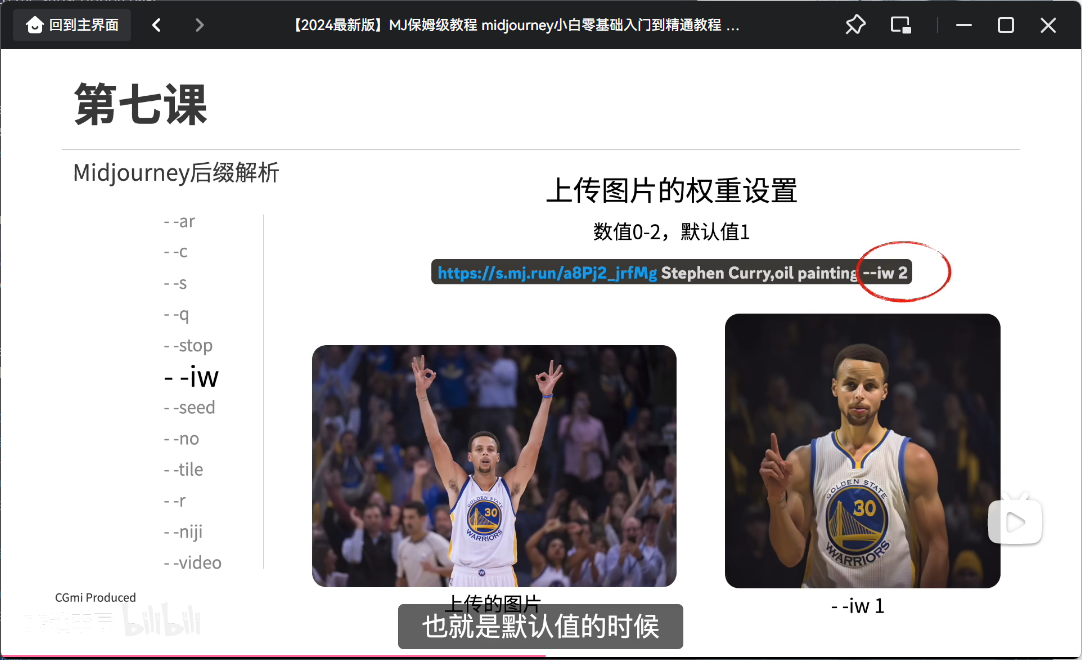 回到主界面
【2024最新版】MJ保姆级教程 midjourney小白零基础入门到精通教程 ...
第七课
Midjourney后缀解析
- -ar
- -c
- -s
- -q
- -stop
- -iw
- -seed
- -no
- -tile
- -r
- -niji
- -video
上传图片的权重设置
数值0-2，默认值1
https://s.mj.run/a8Pj2_jrfMg Stephen Curry,oil painting --iw 2
GOLDEN STATE
30
WARRIORS
GOLDEN STATE
30
WARRIORS
上传的图片
- -iw 1
CGmi Produced
bilibili
也就是默认值的时候